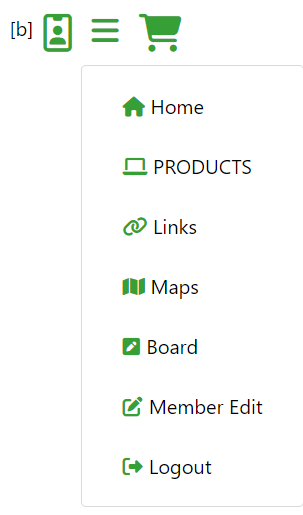 [b]
Home
PRODUCTS
Links
Maps
Board
Member Edit
Logout